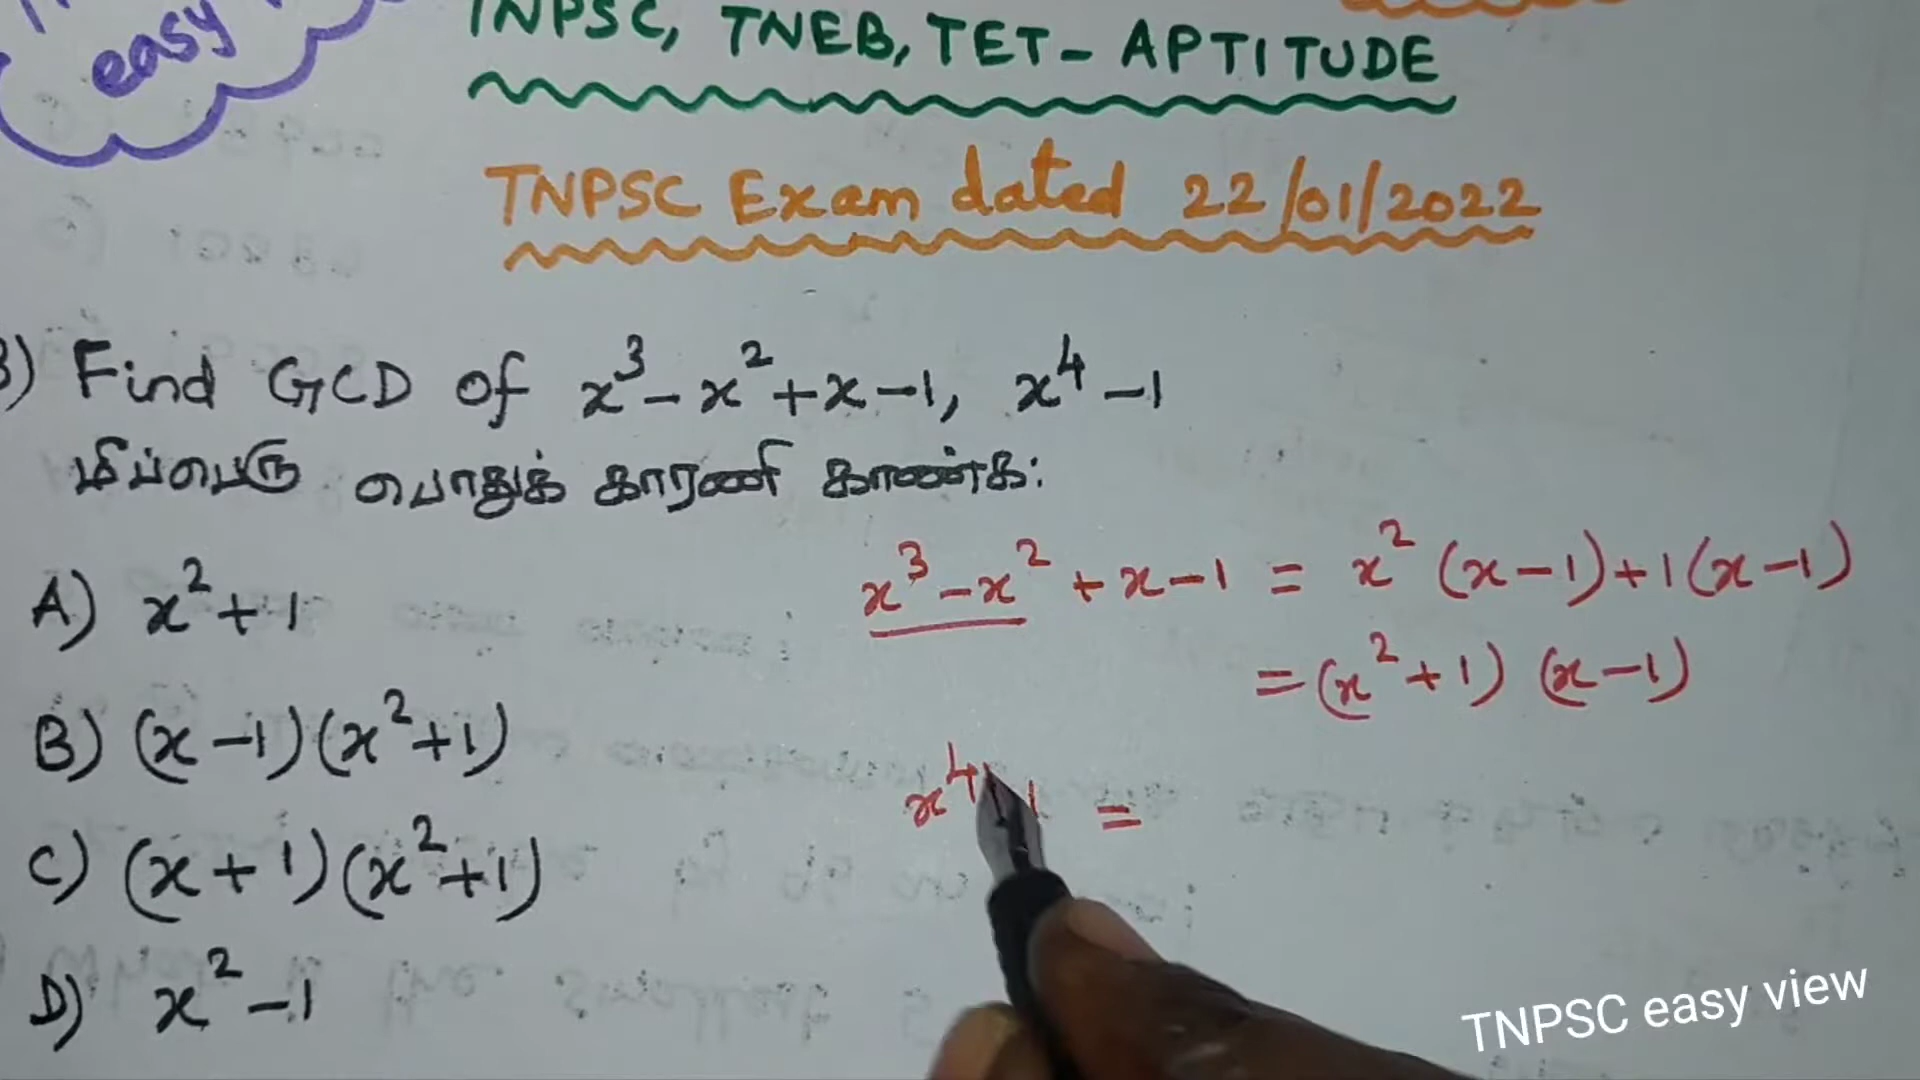 easy
TNPSC, TNEB, TET - APTITUDE
TNPSC Exam dated 22/01/2022
3) Find GCD of x³ - x² + x - 1, x⁴ - 1
மீப்பெரு பொதுக் காரணி காண்க:
A) x² + 1
B) (x - 1)(x² + 1)
C) (x + 1)(x² + 1)
D) x² - 1
x³ - x² + x - 1 = x² (x - 1) + 1 (x - 1)
= (x² + 1) (x - 1)
x⁴ 1 =
TNPSC easy view